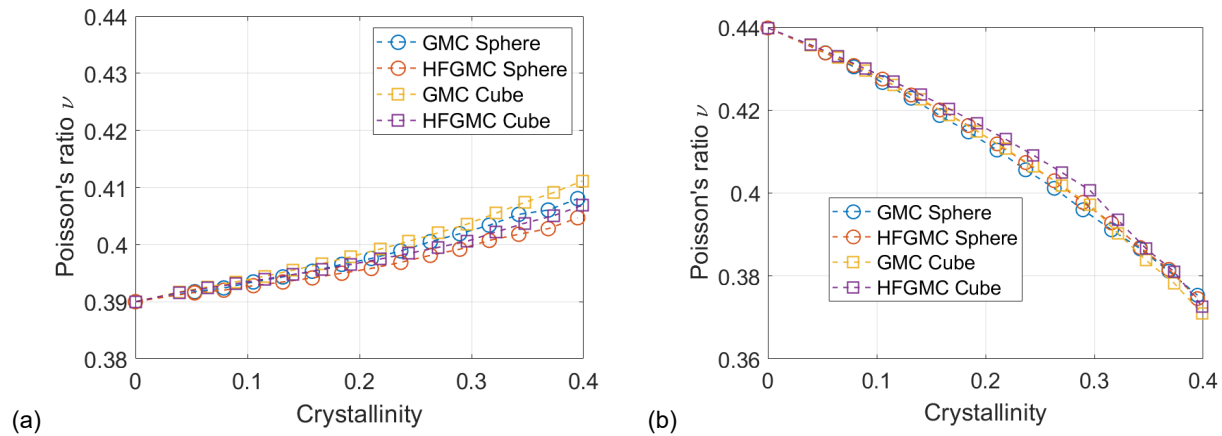 0.44
0.43
0.42
0.41
0.4
0.39
0.38
Poisson's ratio ν
GMC Sphere
HFGMC Sphere
GMC Cube
HFGMC Cube
0 0.1 0.2 0.3 0.4
Crystallinity
(a)
0.44
0.42
0.4
0.38
0.36
Poisson's ratio ν
GMC Sphere
HFGMC Sphere
GMC Cube
HFGMC Cube
0 0.1 0.2 0.3 0.4
Crystallinity
(b)